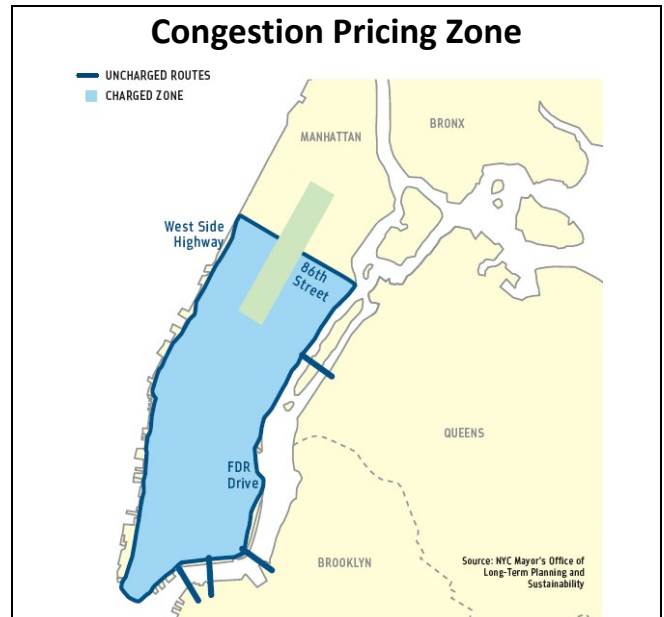 Congestion Pricing Zone
UNCHARGED ROUTES
CHARGED ZONE
BRONX
MANHATTAN
West Side
Highway
86th
Street
QUEENS
FDR
Drive
BROOKLYN
Source: NYC Mayor's Office of
Long-Term Planning and
Sustainability